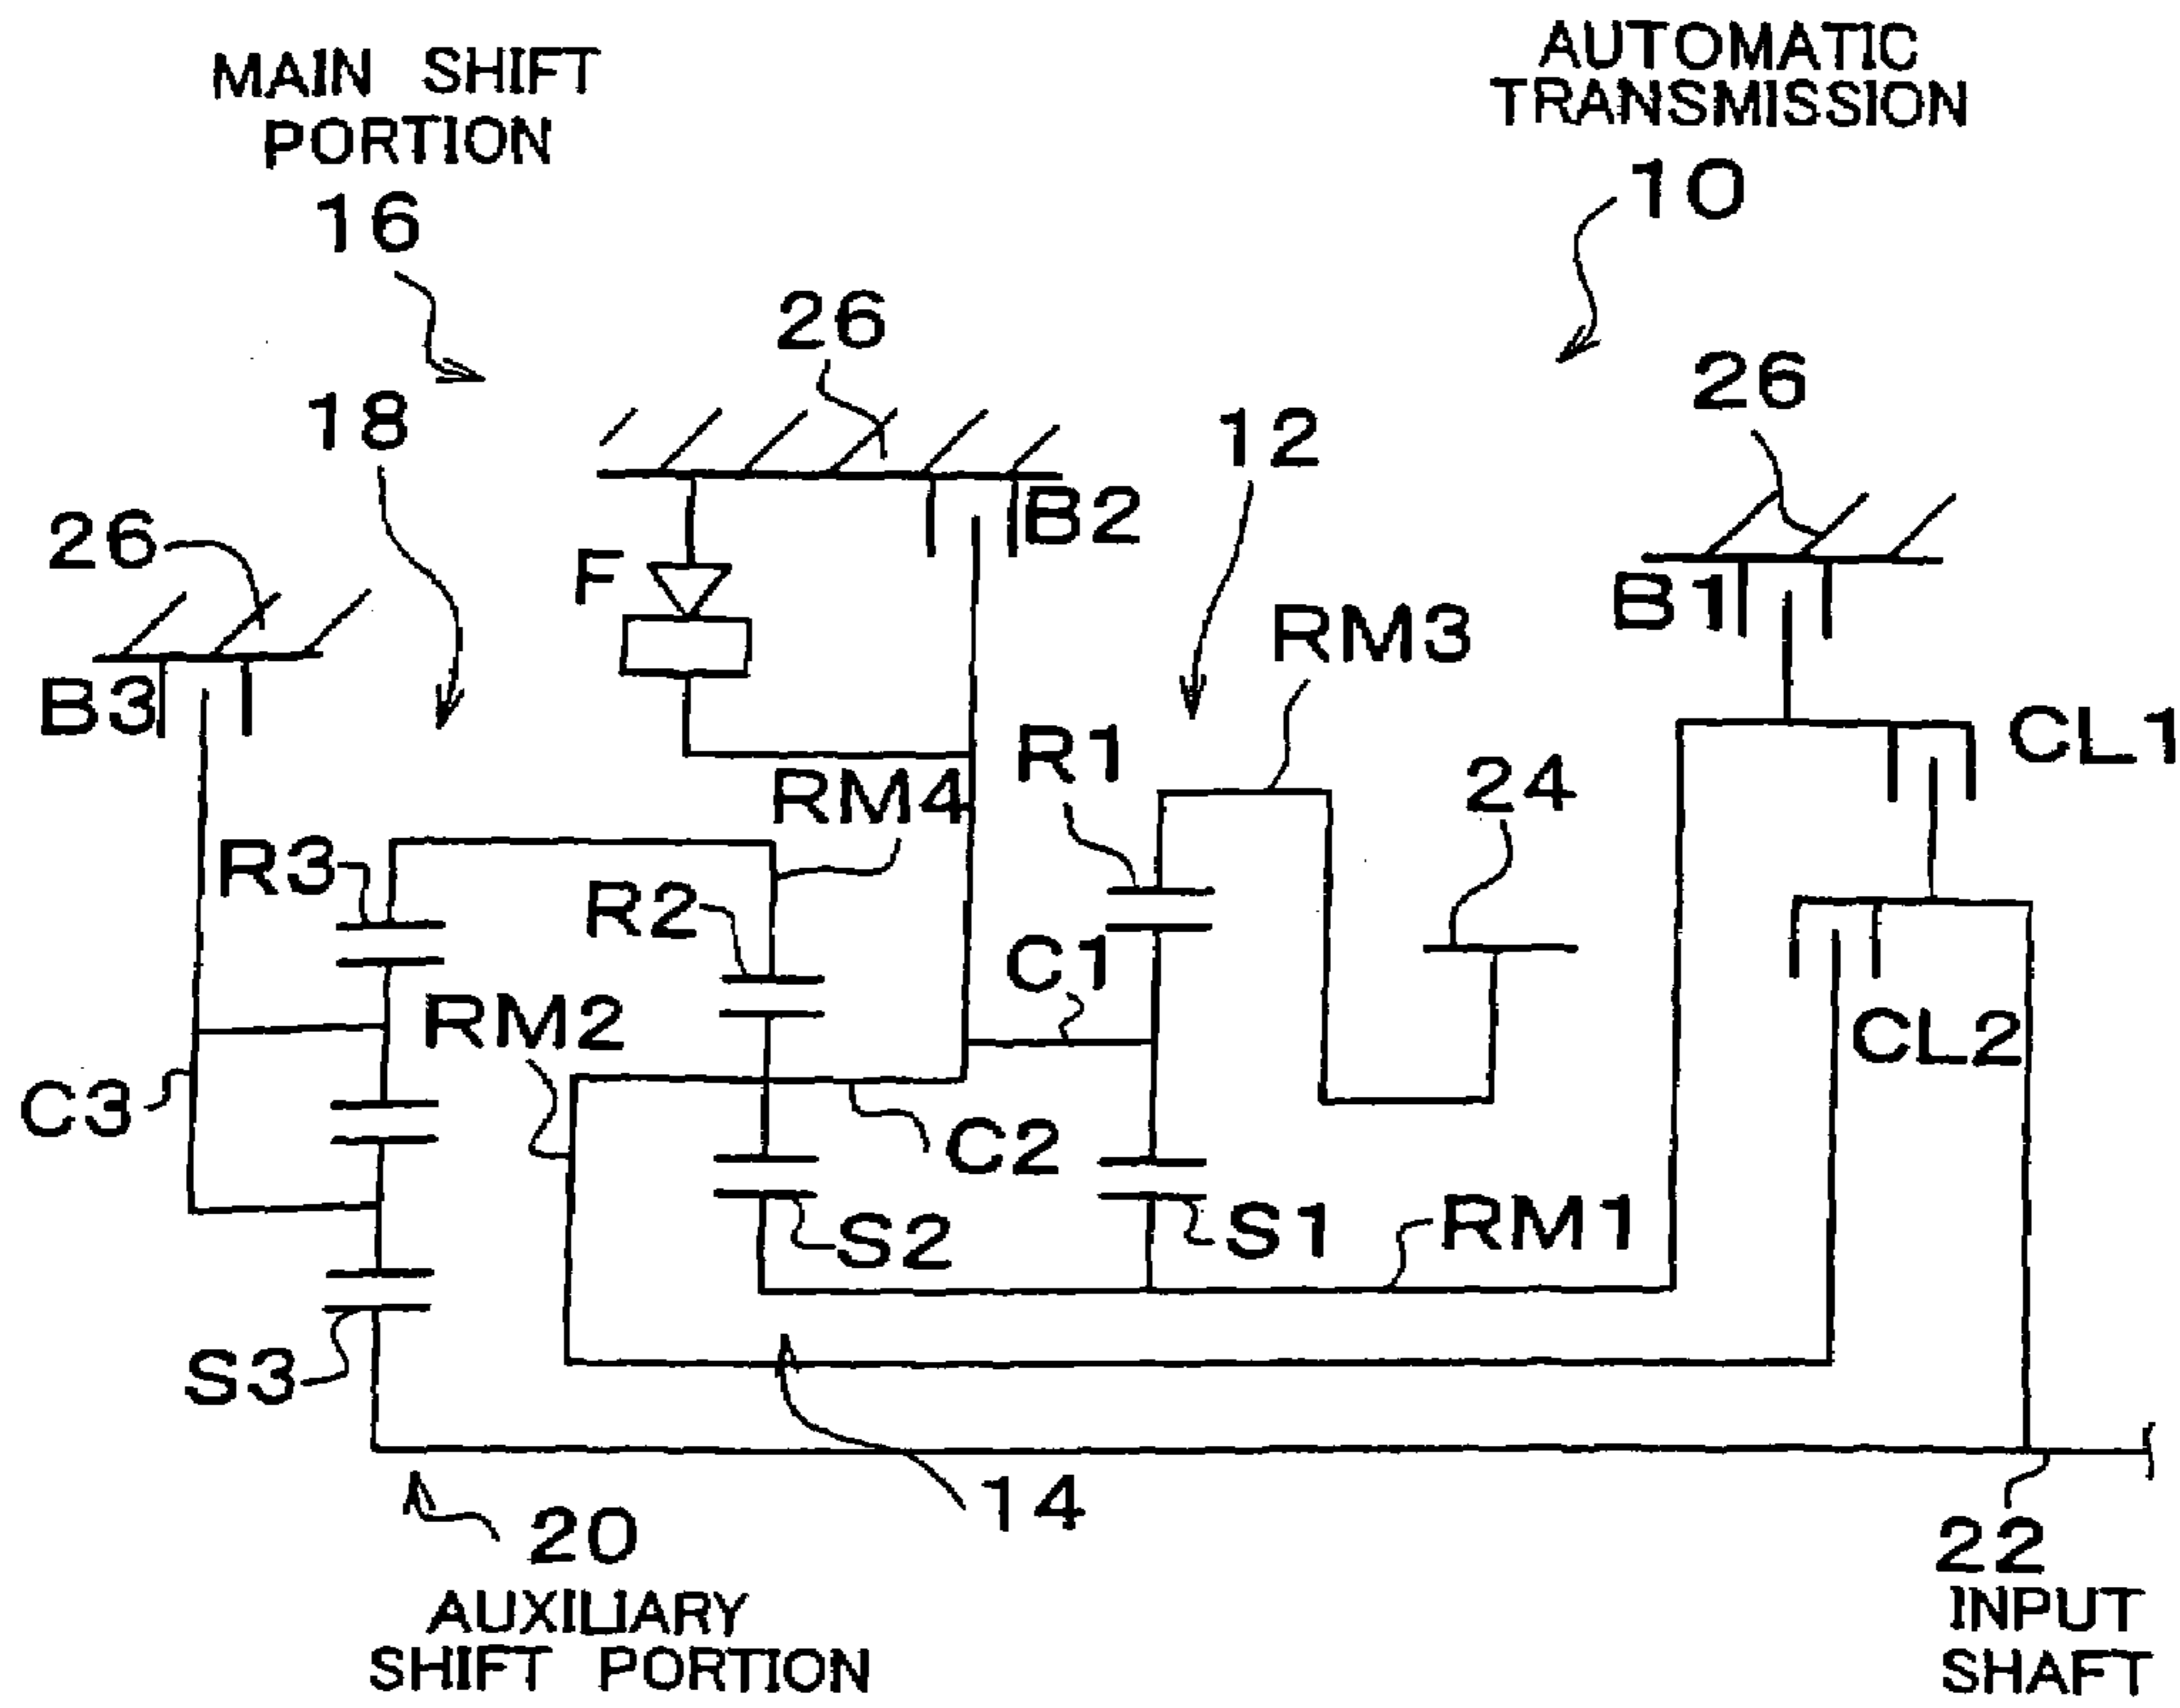 MAIN SHIFT
PORTION
16
AUTOMATIC
TRANSMISSION
10
26
18
12
26
26
B2
F
B1
RM3
B3
R1
CL1
RM4
24
R3
R2
C1
RM2
CL2
C3
C2
S2
S1
RM1
S3
14
20
AUXILIARY
SHIFT PORTION
22
INPUT
SHAFT